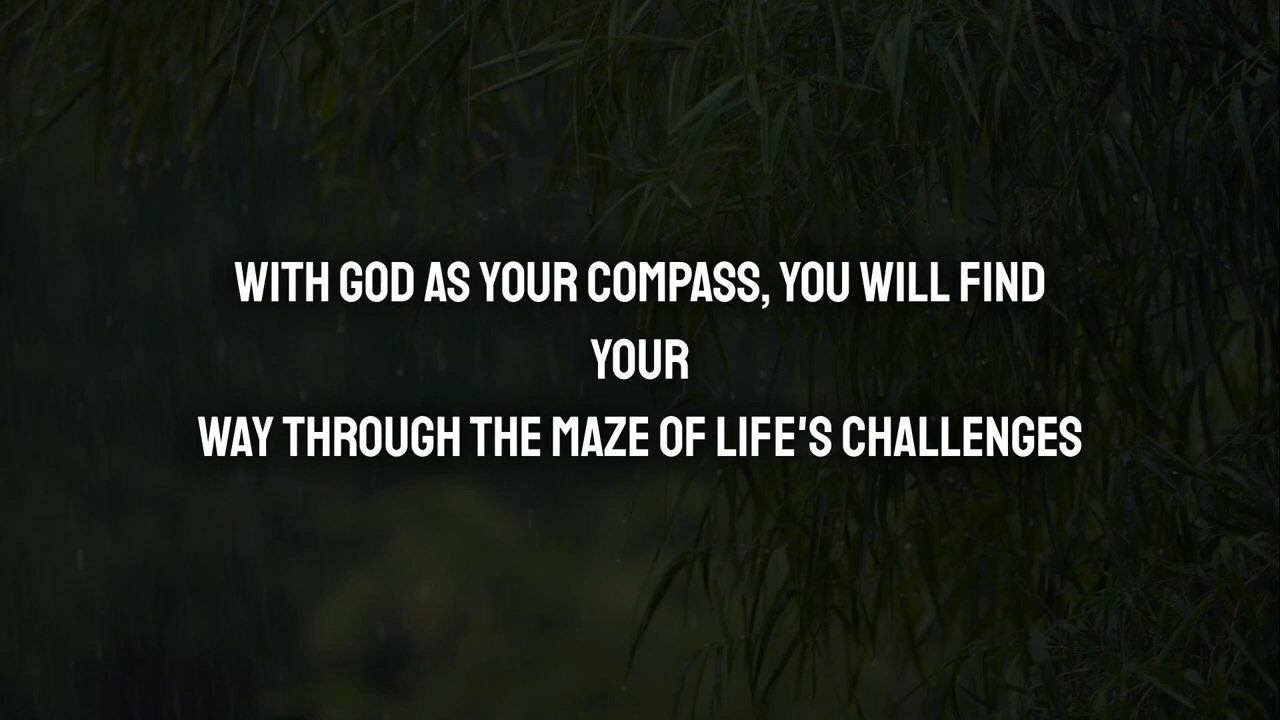 WITH GOD AS YOUR COMPASS, YOU WILL FIND
YOUR
WAY THROUGH THE MAZE OF LIFE'S CHALLENGES